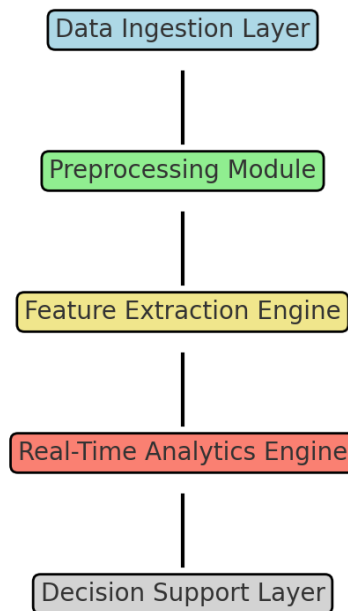 Data Ingestion Layer
Preprocessing Module
Feature Extraction Engine
Real-Time Analytics Engine
Decision Support Layer